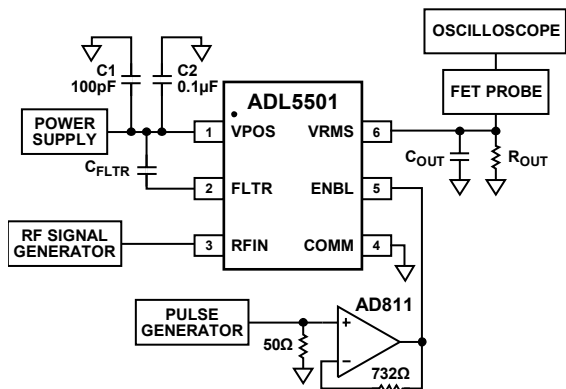 OSCILLOSCOPE
FET PROBE
C1
100pF
C2
0.1µF
ADL5501
POWER
SUPPLY
1
VPOS
VRMS
6
CFLTR
COUT
ROUT
2
FLTR
ENBL
5
RF SIGNAL
GENERATOR
3
RFIN
COMM
4
AD811
PULSE
GENERATOR
+
50Ω
–
732Ω